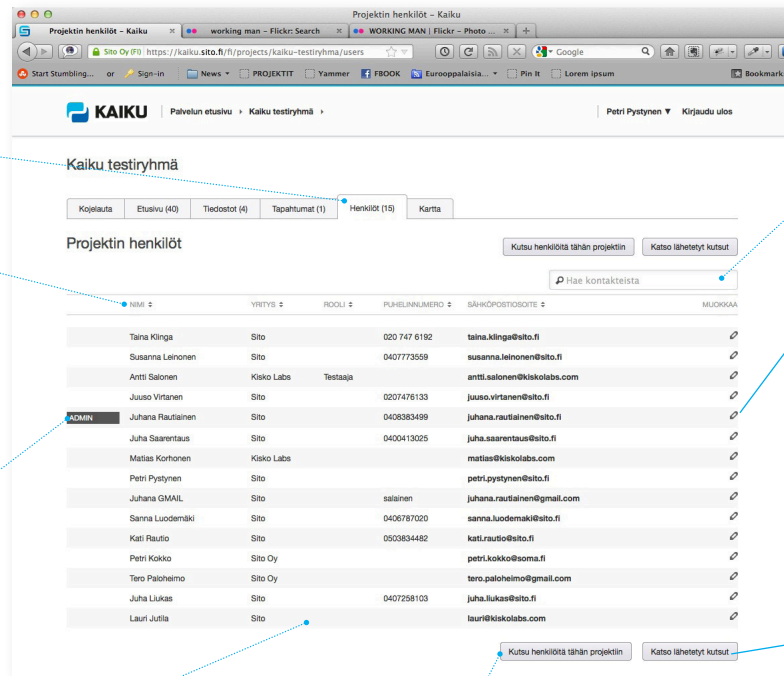 Projektin henkilöt – Kaiku
Projektin henkilöt – Kaiku × working man – Flickr: Search × WORKING MAN | Flickr – Photo ... × +
Sito Oy (FI) https://kaiku.sito.fi/fi/projects/kaiku-testiryhma/users Google
Start Stumbling... or Sign-in News PROJEKTIT Yammer FBOOK Eurooppalaisia... Pin It Lorem ipsum Bookmark
KAIKU Palvelun etusivu Kaiku testiryhmä Petri Pystynen ▼ Kirjaudu ulos
Kaiku testiryhmä
Kojelauta Etusivu (40) Tiedostot (4) Tapahtumat (1) Henkilöt (15) Kartta
Projektin henkilöt Kutsu henkilöitä tähän projektiin Katso lähetetyt kutsut
Hae kontakteista
NIMI YRITYS ROOLI PUHELINNUMERO SÄHKÖPOSTIOSOITE MUOKKAA
Taina Klinga Sito 020 747 6192 taina.klinga@sito.fi
Susanna Leinonen Sito 0407773559 susanna.leinonen@sito.fi
Antti Salonen Kisko Labs Testaaja antti.salonen@kiskolabs.com
Juuso Virtanen Sito 0207476133 juuso.virtanen@sito.fi
ADMIN Juhana Rautiainen Sito 0408383499 juhana.rautiainen@sito.fi
Juha Saarentaus Sito 0400413025 juha.saarentaus@sito.fi
Matias Korhonen Kisko Labs matias@kiskolabs.com
Petri Pystynen Sito petri.pystynen@sito.fi
Juhana GMAIL Sito salainen juhana.rautiainen@gmail.com
Sanna Luodemäki Sito 0406787020 sanna.luodemaki@sito.fi
Kati Rautio Sito 0503834482 kati.rautio@sito.fi
Petri Kokko Sito Oy petri.kokko@soma.fi
Tero Paloheimo Sito Oy tero.paloheimo@gmail.com
Juha Liukas Sito 0407258103 juha.liukas@sito.fi
Lauri Jutila Sito lauri@kiskolabs.com
Kutsu henkilöitä tähän projektiin Katso lähetetyt kutsut